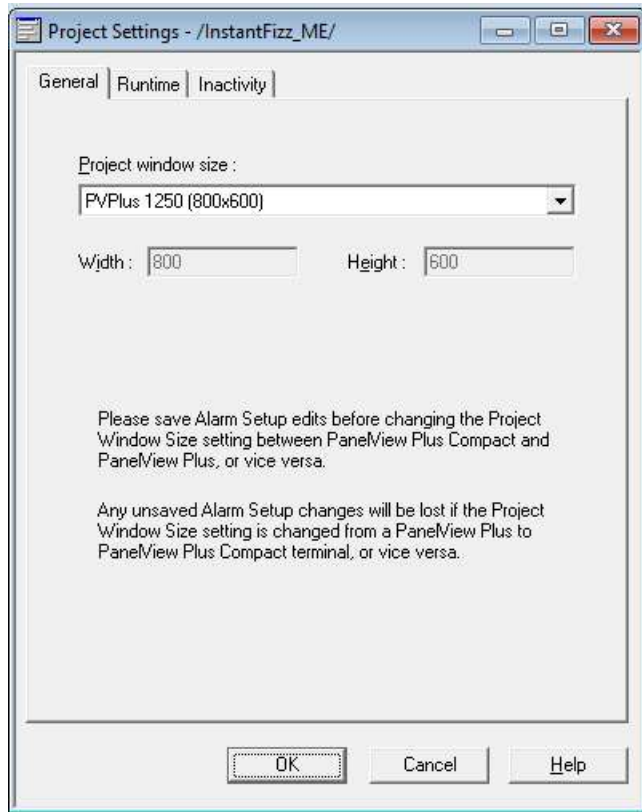 Project Settings - /InstantFizz_ME/
General Runtime Inactivity
Project window size :
PVPlus 1250 (800x600)
Width : 800 Height : 600
Please save Alarm Setup edits before changing the Project
Window Size setting between PanelView Plus Compact and
PanelView Plus, or vice versa.
Any unsaved Alarm Setup changes will be lost if the Project
Window Size setting is changed from a PanelView Plus to
PanelView Plus Compact terminal, or vice versa.
OK Cancel Help